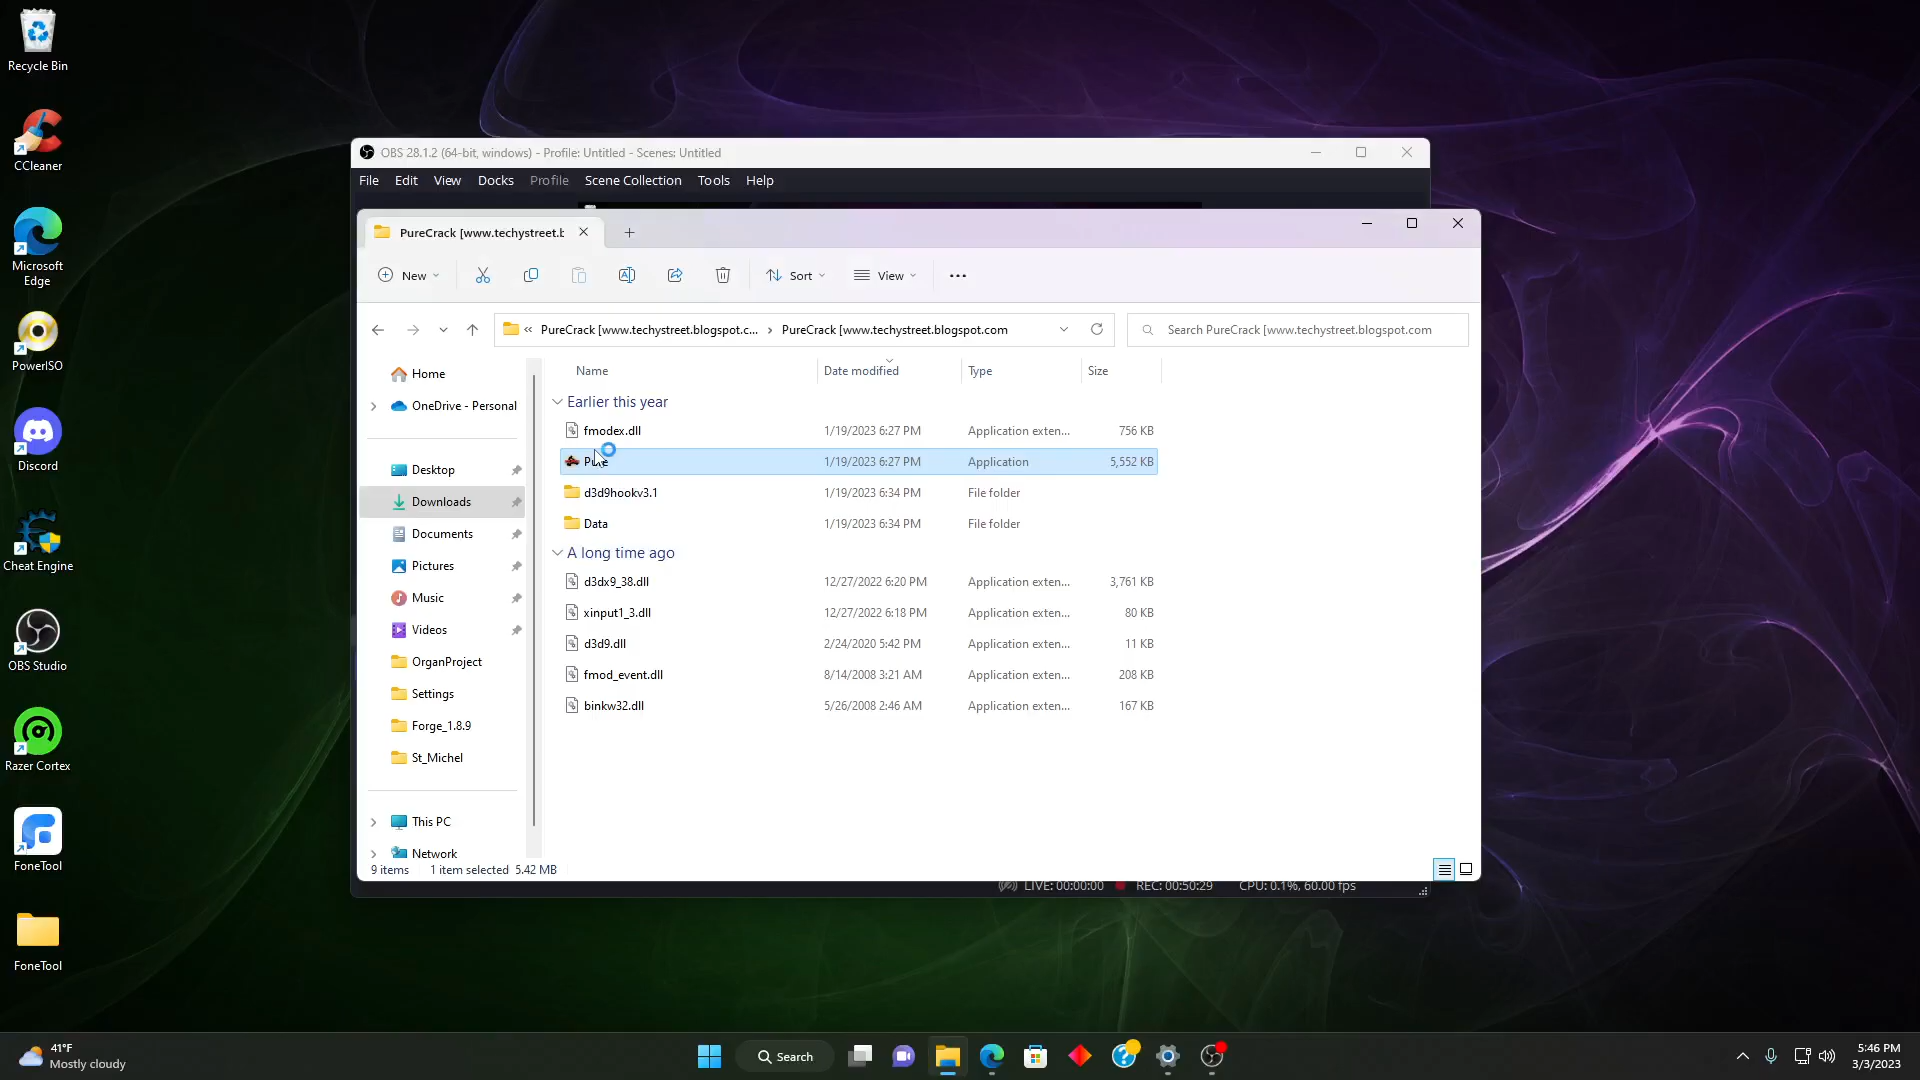 Recycle Bin
CCleaner
Microsoft
Edge
PowerISO
Discord
Cheat Engine
OBS Studio
Razer Cortex
FoneTool
FoneTool
OBS 28.1.2 (64-bit, windows) - Profile: Untitled - Scenes: Untitled
File Edit View Docks Profile Scene Collection Tools Help
PureCrack [www.techystreet.b
New Sort View
« PureCrack [www.techystreet.blogspot.c... › PureCrack [www.techystreet.blogspot.com
Search PureCrack [www.techystreet.blogspot.com
Home
OneDrive - Personal
Desktop
Downloads
Documents
Pictures
Music
Videos
OrganProject
Settings
Forge_1.8.9
St_Michel
This PC
Network
Name Date modified Type Size
Earlier this year
fmodex.dll 1/19/2023 6:27 PM Application exten... 756 KB
Pure 1/19/2023 6:27 PM Application 5,552 KB
d3d9hookv3.1 1/19/2023 6:34 PM File folder
Data 1/19/2023 6:34 PM File folder
A long time ago
d3dx9_38.dll 12/27/2022 6:20 PM Application exten... 3,761 KB
xinput1_3.dll 12/27/2022 6:18 PM Application exten... 80 KB
d3d9.dll 2/24/2020 5:42 PM Application exten... 11 KB
fmod_event.dll 8/14/2008 3:21 AM Application exten... 208 KB
binkw32.dll 5/26/2008 2:46 AM Application exten... 167 KB
9 items 1 item selected 5.42 MB
LIVE: 00:00:00 REC: 00:50:29 CPU: 0.1%, 60.00 fps
41°F
Mostly cloudy
Search
5:46 PM
3/3/2023